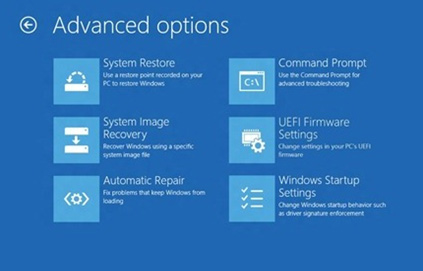 Advanced options
System Restore
Use a restore point recorded on your
PC to restore Windows
System Image
Recovery
Recover Windows using a specific
system image file
Automatic Repair
Fix problems that keep Windows from
loading
Command Prompt
Use the Command Prompt for
advanced troubleshooting
C:\
UEFI Firmware
Settings
Change settings in your PC's UEFI
firmware
Windows Startup
Settings
Change Windows startup behavior such
as driver signature enforcement